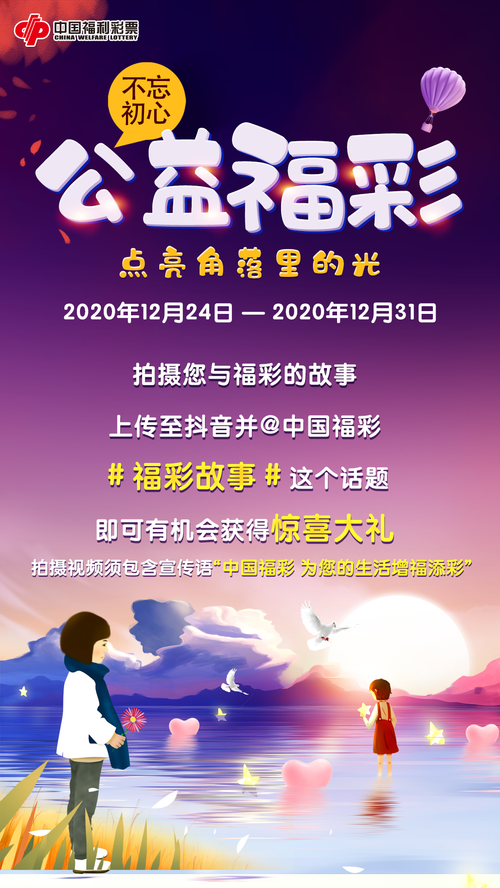 中国福利彩票
CHINA WELFARE LOTTERY
不忘
初心
公益福彩
点亮角落里的光
2020年12月24日 — 2020年12月31日
拍摄您与福彩的故事
上传至抖音并@中国福彩
#福彩故事# 这个话题
即可有机会获得惊喜大礼
拍摄视频须包含宣传语“中国福彩 为您的生活增福添彩”